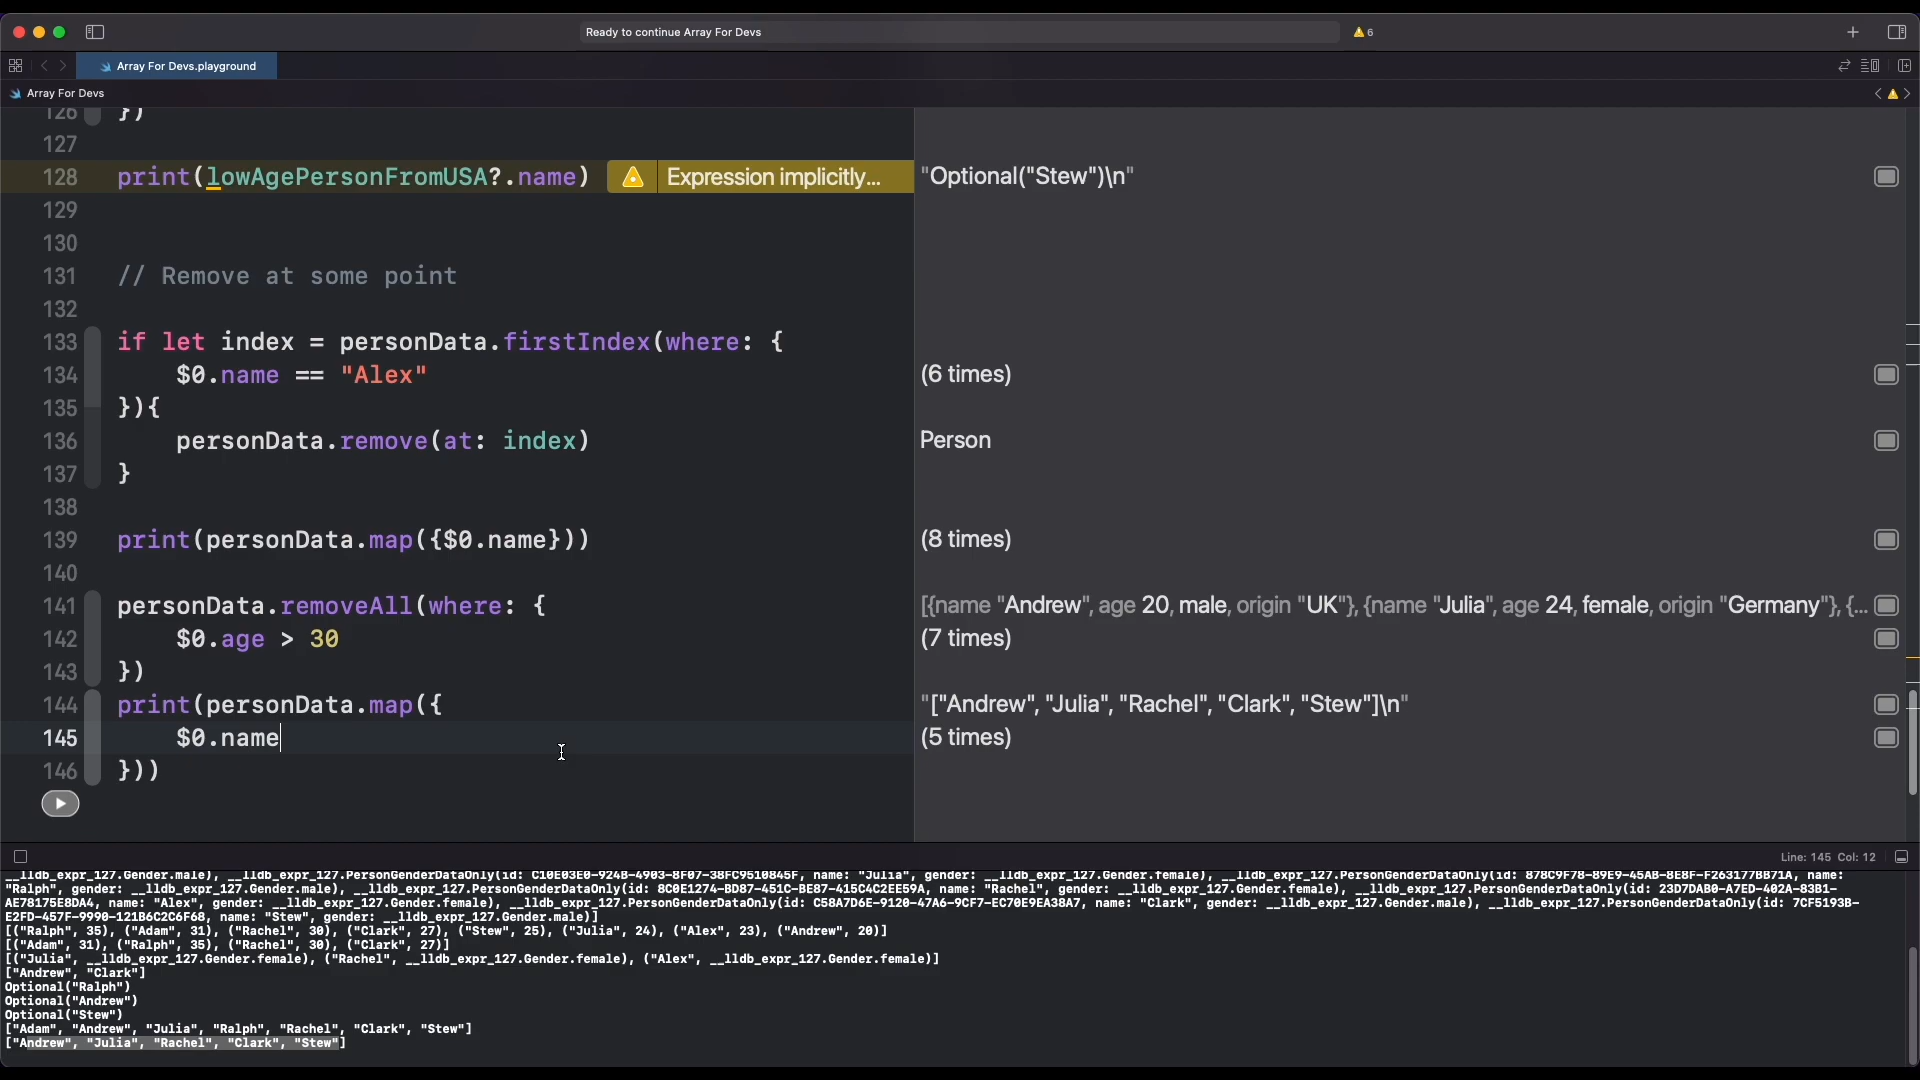 Ready to continue Array For Devs
6
Array For Devs.playground
Array For Devs
126 })
127
128 print(lowAgePersonFromUSA?.name) Expression implicitly... "Optional("Stew")\n"
129
130
131 // Remove at some point
132
133 if let index = personData.firstIndex(where: {
134 $0.name == "Alex" (6 times)
135 }){
136 personData.remove(at: index) Person
137 }
138
139 print(personData.map({$0.name})) (8 times)
140
141 personData.removeAll(where: { [{name "Andrew", age 20, male, origin "UK"}, {name "Julia", age 24, female, origin "Germany"}, {...
142 $0.age > 30 (7 times)
143 })
144 print(personData.map({ "["Andrew", "Julia", "Rachel", "Clark", "Stew"]\n"
145 $0.name (5 times)
146 }))
Line: 145 Col: 12
__lldb_expr_127.Gender.male), __lldb_expr_127.PersonGenderDataOnly(id: C10E03E0-924B-4903-8F07-38FC9510845F, name: "Julia", gender: __lldb_expr_127.Gender.female), __lldb_expr_127.PersonGenderDataOnly(id: 878C9F78-89E9-45AB-8E8F-F263177BB71A, name:
"Ralph", gender: __lldb_expr_127.Gender.male), __lldb_expr_127.PersonGenderDataOnly(id: 8C0E1274-BD87-451C-BE87-415C4C2EE59A, name: "Rachel", gender: __lldb_expr_127.Gender.female), __lldb_expr_127.PersonGenderDataOnly(id: 23D7DAB0-A7ED-402A-83B1-
AE78175E8DA4, name: "Alex", gender: __lldb_expr_127.Gender.female), __lldb_expr_127.PersonGenderDataOnly(id: C58A7D6E-9120-47A6-9CF7-EC70E9EA38A7, name: "Clark", gender: __lldb_expr_127.Gender.male), __lldb_expr_127.PersonGenderDataOnly(id: 7CF5193B-
E2FD-457F-9990-121B6C2C6F68, name: "Stew", gender: __lldb_expr_127.Gender.male)]
[("Ralph", 35), ("Adam", 31), ("Rachel", 30), ("Clark", 27), ("Stew", 25), ("Julia", 24), ("Alex", 23), ("Andrew", 20)]
[("Adam", 31), ("Ralph", 35), ("Rachel", 30), ("Clark", 27)]
[("Julia", __lldb_expr_127.Gender.female), ("Rachel", __lldb_expr_127.Gender.female), ("Alex", __lldb_expr_127.Gender.female)]
["Andrew", "Clark"]
Optional("Ralph")
Optional("Andrew")
Optional("Stew")
["Adam", "Andrew", "Julia", "Ralph", "Rachel", "Clark", "Stew"]
["Andrew", "Julia", "Rachel", "Clark", "Stew"]